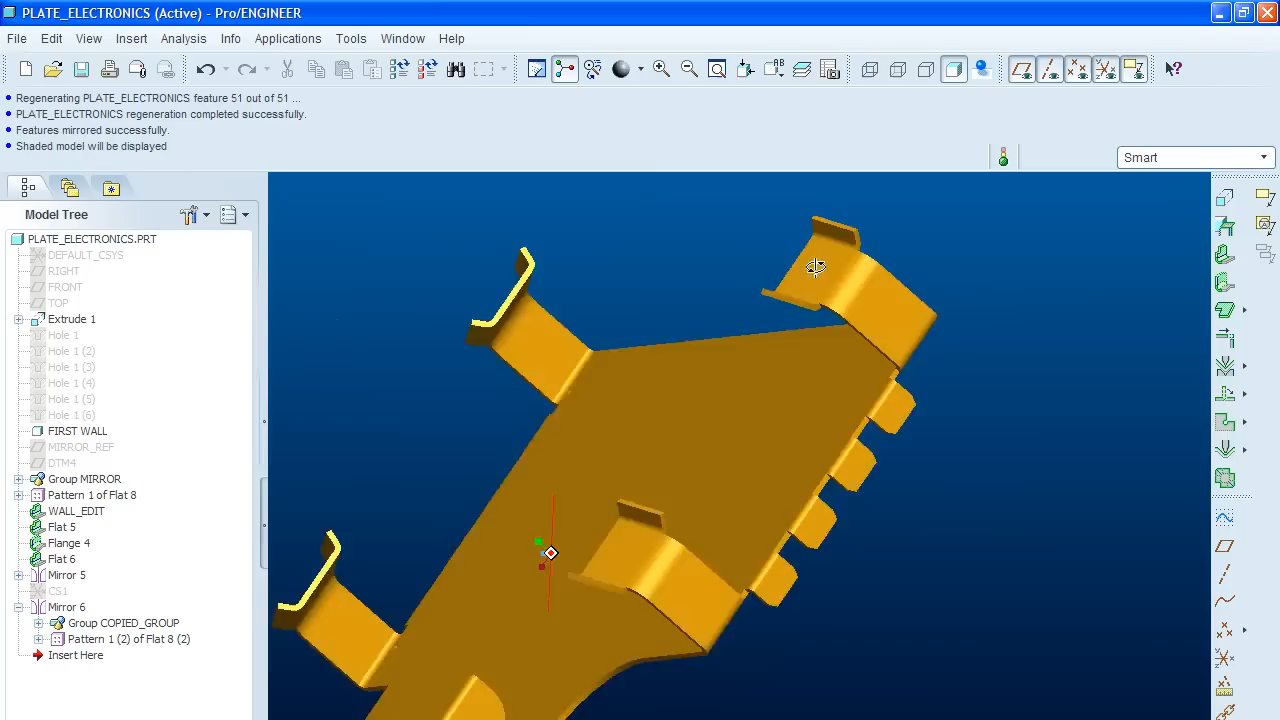 PLATE_ELECTRONICS (Active) - Pro/ENGINEER
File Edit View Insert Analysis Info Applications Tools Window Help
Regenerating PLATE_ELECTRONICS feature 51 out of 51 ...
PLATE_ELECTRONICS regeneration completed successfully.
Features mirrored successfully.
Shaded model will be displayed
Smart
Model Tree
PLATE_ELECTRONICS.PRT
DEFAULT_CSYS
RIGHT
FRONT
TOP
Extrude 1
Hole 1
Hole 1 (2)
Hole 1 (3)
Hole 1 (4)
Hole 1 (5)
Hole 1 (6)
FIRST WALL
MIRROR_REF
DTM4
Group MIRROR
Pattern 1 of Flat 8
WALL_EDIT
Flat 5
Flange 4
Flat 6
Mirror 5
CS1
Mirror 6
Group COPIED_GROUP
Pattern 1 (2) of Flat 8 (2)
Insert Here